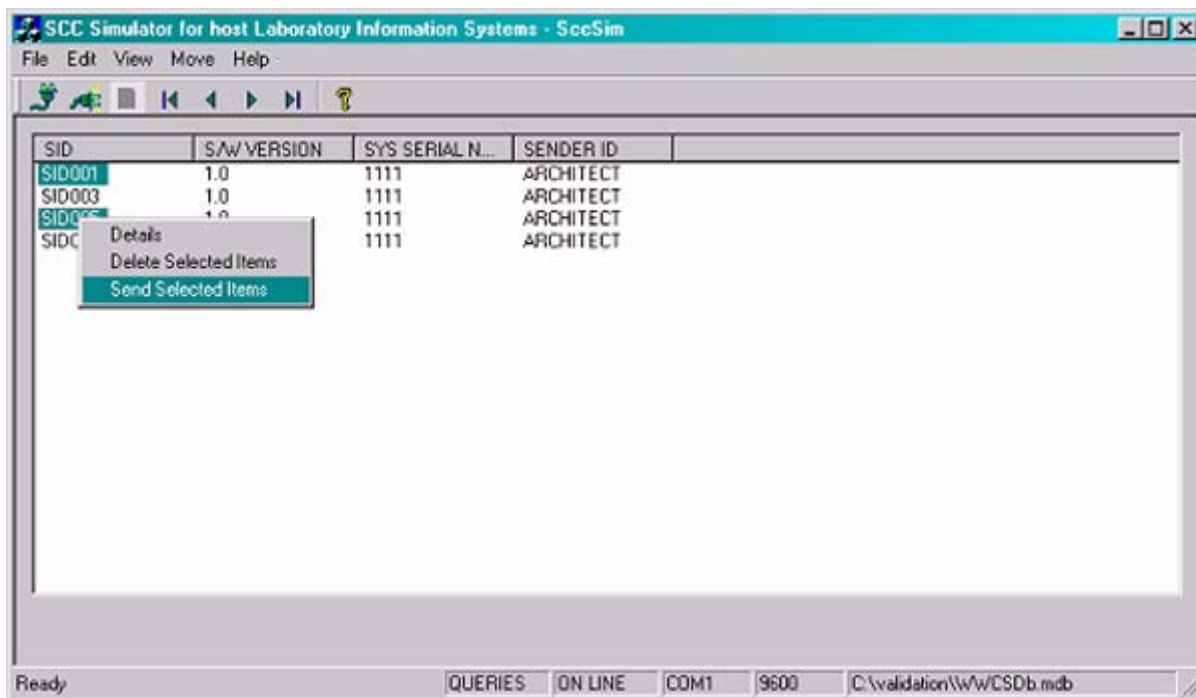 SCC Simulator for host Laboratory Information Systems - SccSim
File Edit View Move Help
SID S/W VERSION SYS SERIAL N... SENDER ID
SID001 1.0 1111 ARCHITECT
SID003 1.0 1111 ARCHITECT
1.0 1111 ARCHITECT
1111 ARCHITECT
Details
Delete Selected Items
Send Selected Items
Ready QUERIES ON LINE COM1 9600 C:\validation\WWCSDb.mdb